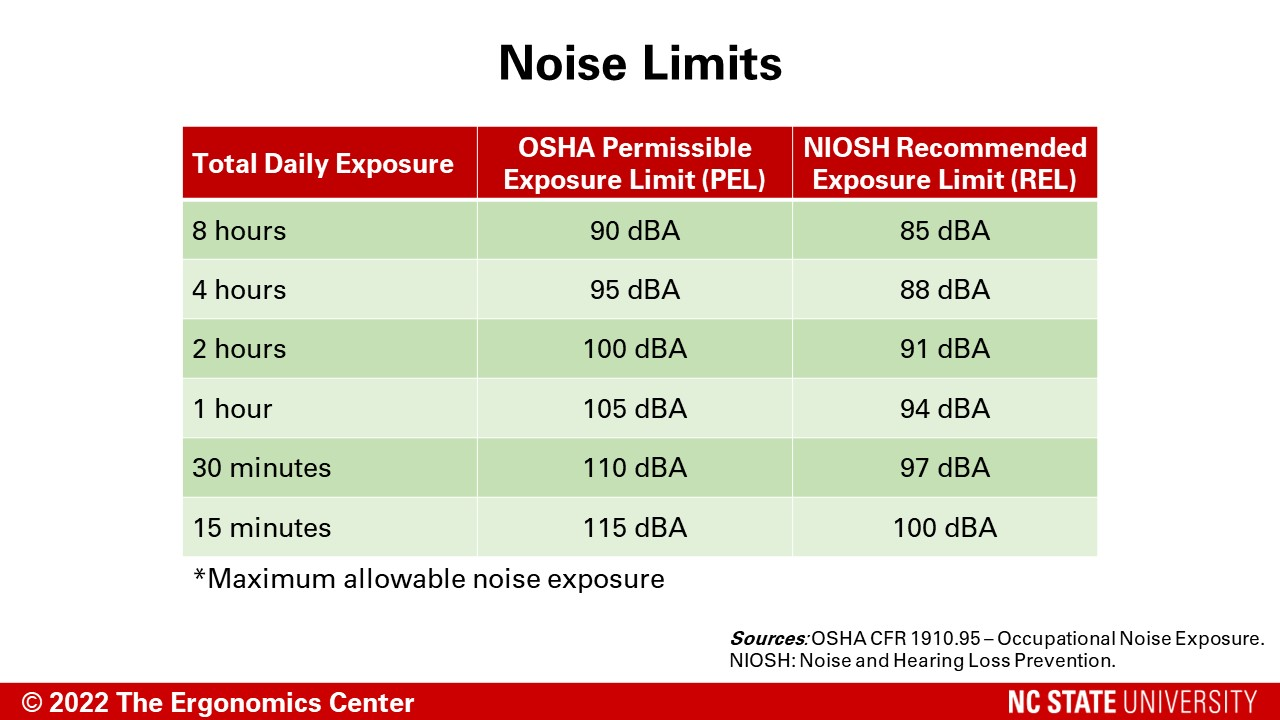 Noise Limits
Total Daily Exposure
OSHA Permissible
Exposure Limit (PEL)
NIOSH Recommended
Exposure Limit (REL)
8 hours 90 dBA 85 dBA
4 hours 95 dBA 88 dBA
2 hours 100 dBA 91 dBA
1 hour 105 dBA 94 dBA
30 minutes 110 dBA 97 dBA
15 minutes 115 dBA 100 dBA
*Maximum allowable noise exposure
Sources: OSHA CFR 1910.95 – Occupational Noise Exposure.
NIOSH: Noise and Hearing Loss Prevention.
© 2022 The Ergonomics Center
NC STATE UNIVERSITY